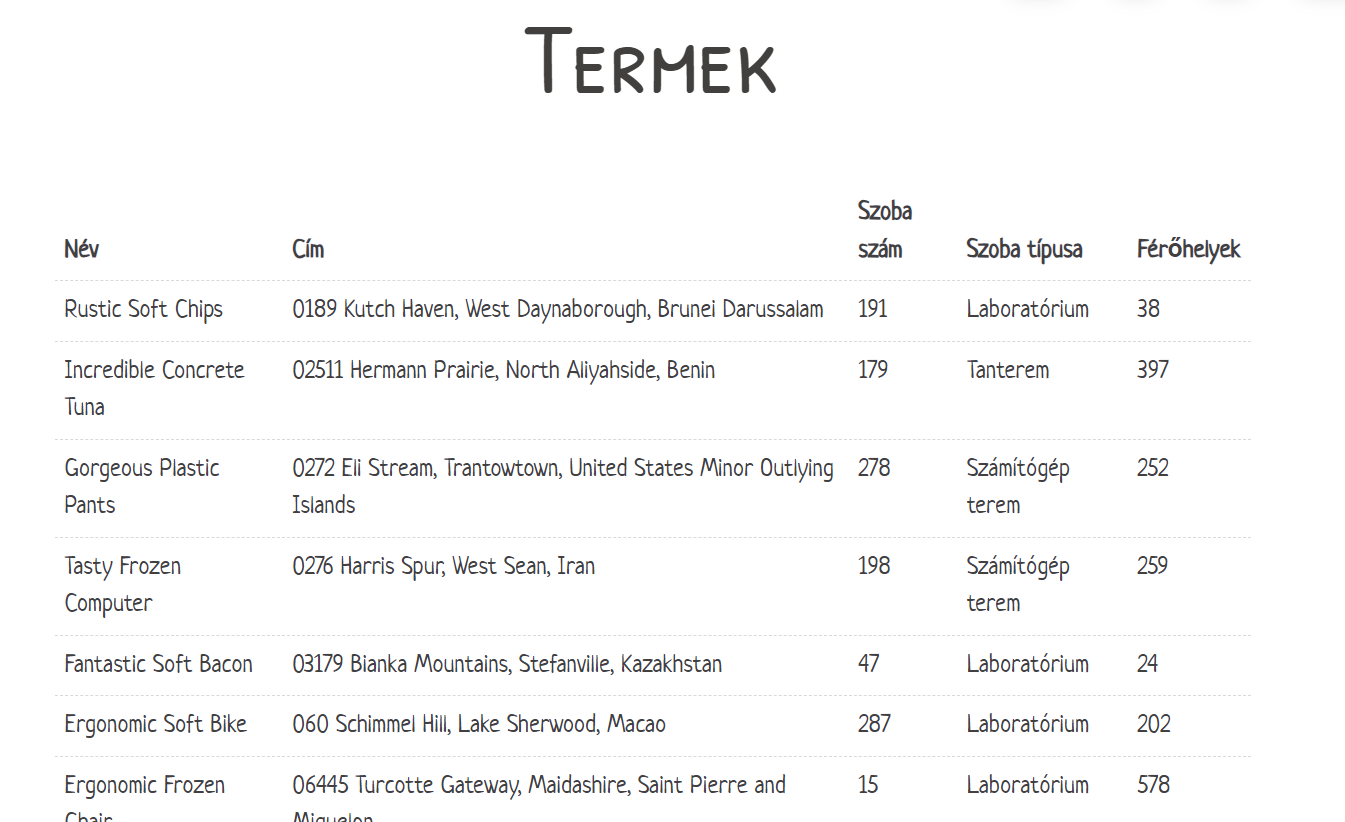 Termek
Név Cím Szoba szám Szoba típusa Férőhelyek
Rustic Soft Chips 0189 Kutch Haven, West Daynaborough, Brunei Darussalam 191 Laboratórium 38
Incredible Concrete 02511 Hermann Prairie, North Aliyahside, Benin 179 Tanterem 397
Tuna
Gorgeous Plastic 0272 Eli Stream, Trantowtown, United States Minor Outlying 278 Számítógép 252
Pants Islands terem
Tasty Frozen 0276 Harris Spur, West Sean, Iran 198 Számítógép 259
Computer terem
Fantastic Soft Bacon 03179 Bianka Mountains, Stefanville, Kazakhstan 47 Laboratórium 24
Ergonomic Soft Bike 060 Schimmel Hill, Lake Sherwood, Macao 287 Laboratórium 202
Ergonomic Frozen 06445 Turcotte Gateway, Maidashire, Saint Pierre and 15 Laboratórium 578
Chair Miquelon